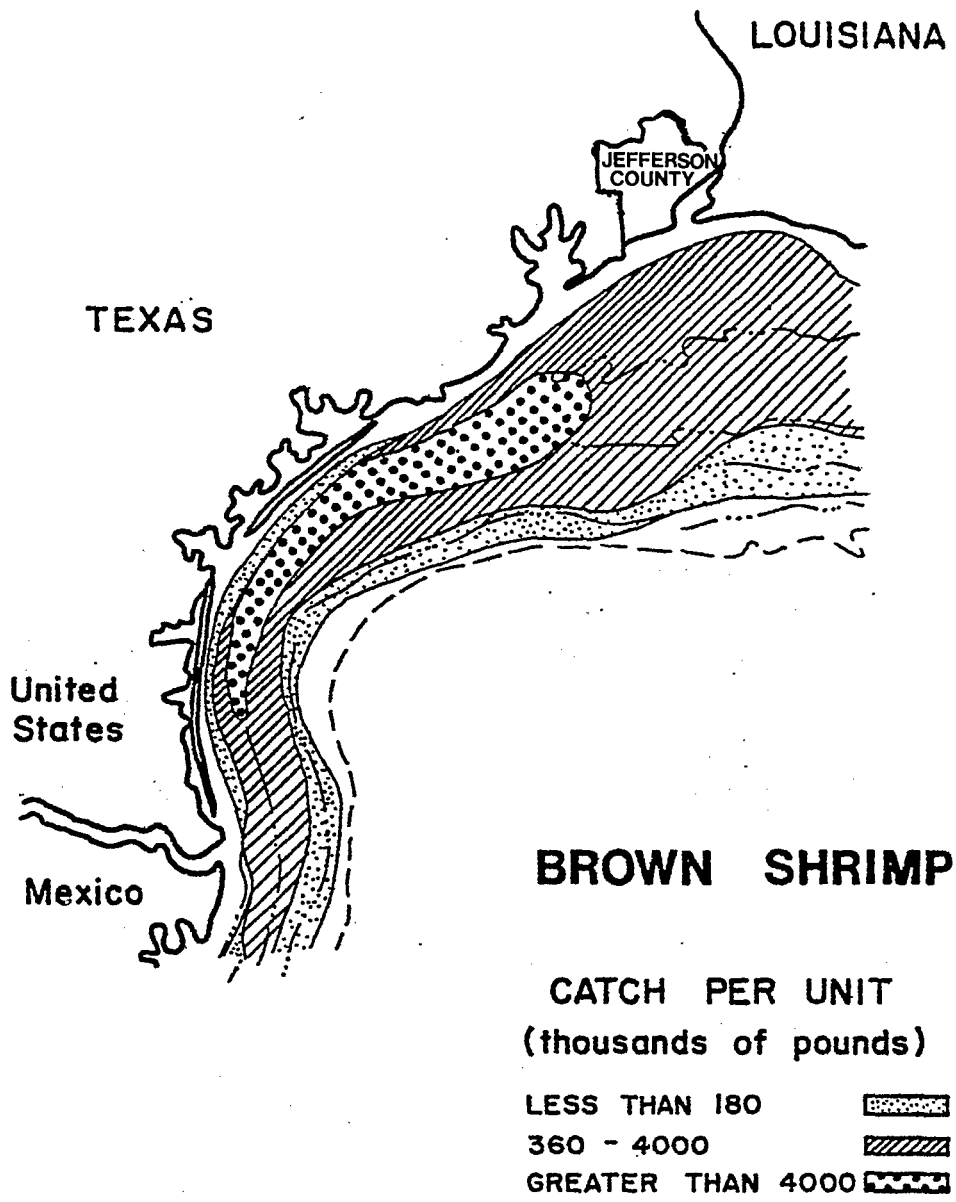 LOUISIANA
JEFFERSON
COUNTY
TEXAS
United
States
Mexico
BROWN SHRIMP
CATCH PER UNIT
(thousands of pounds)
LESS THAN 180
360 - 4000
GREATER THAN 4000